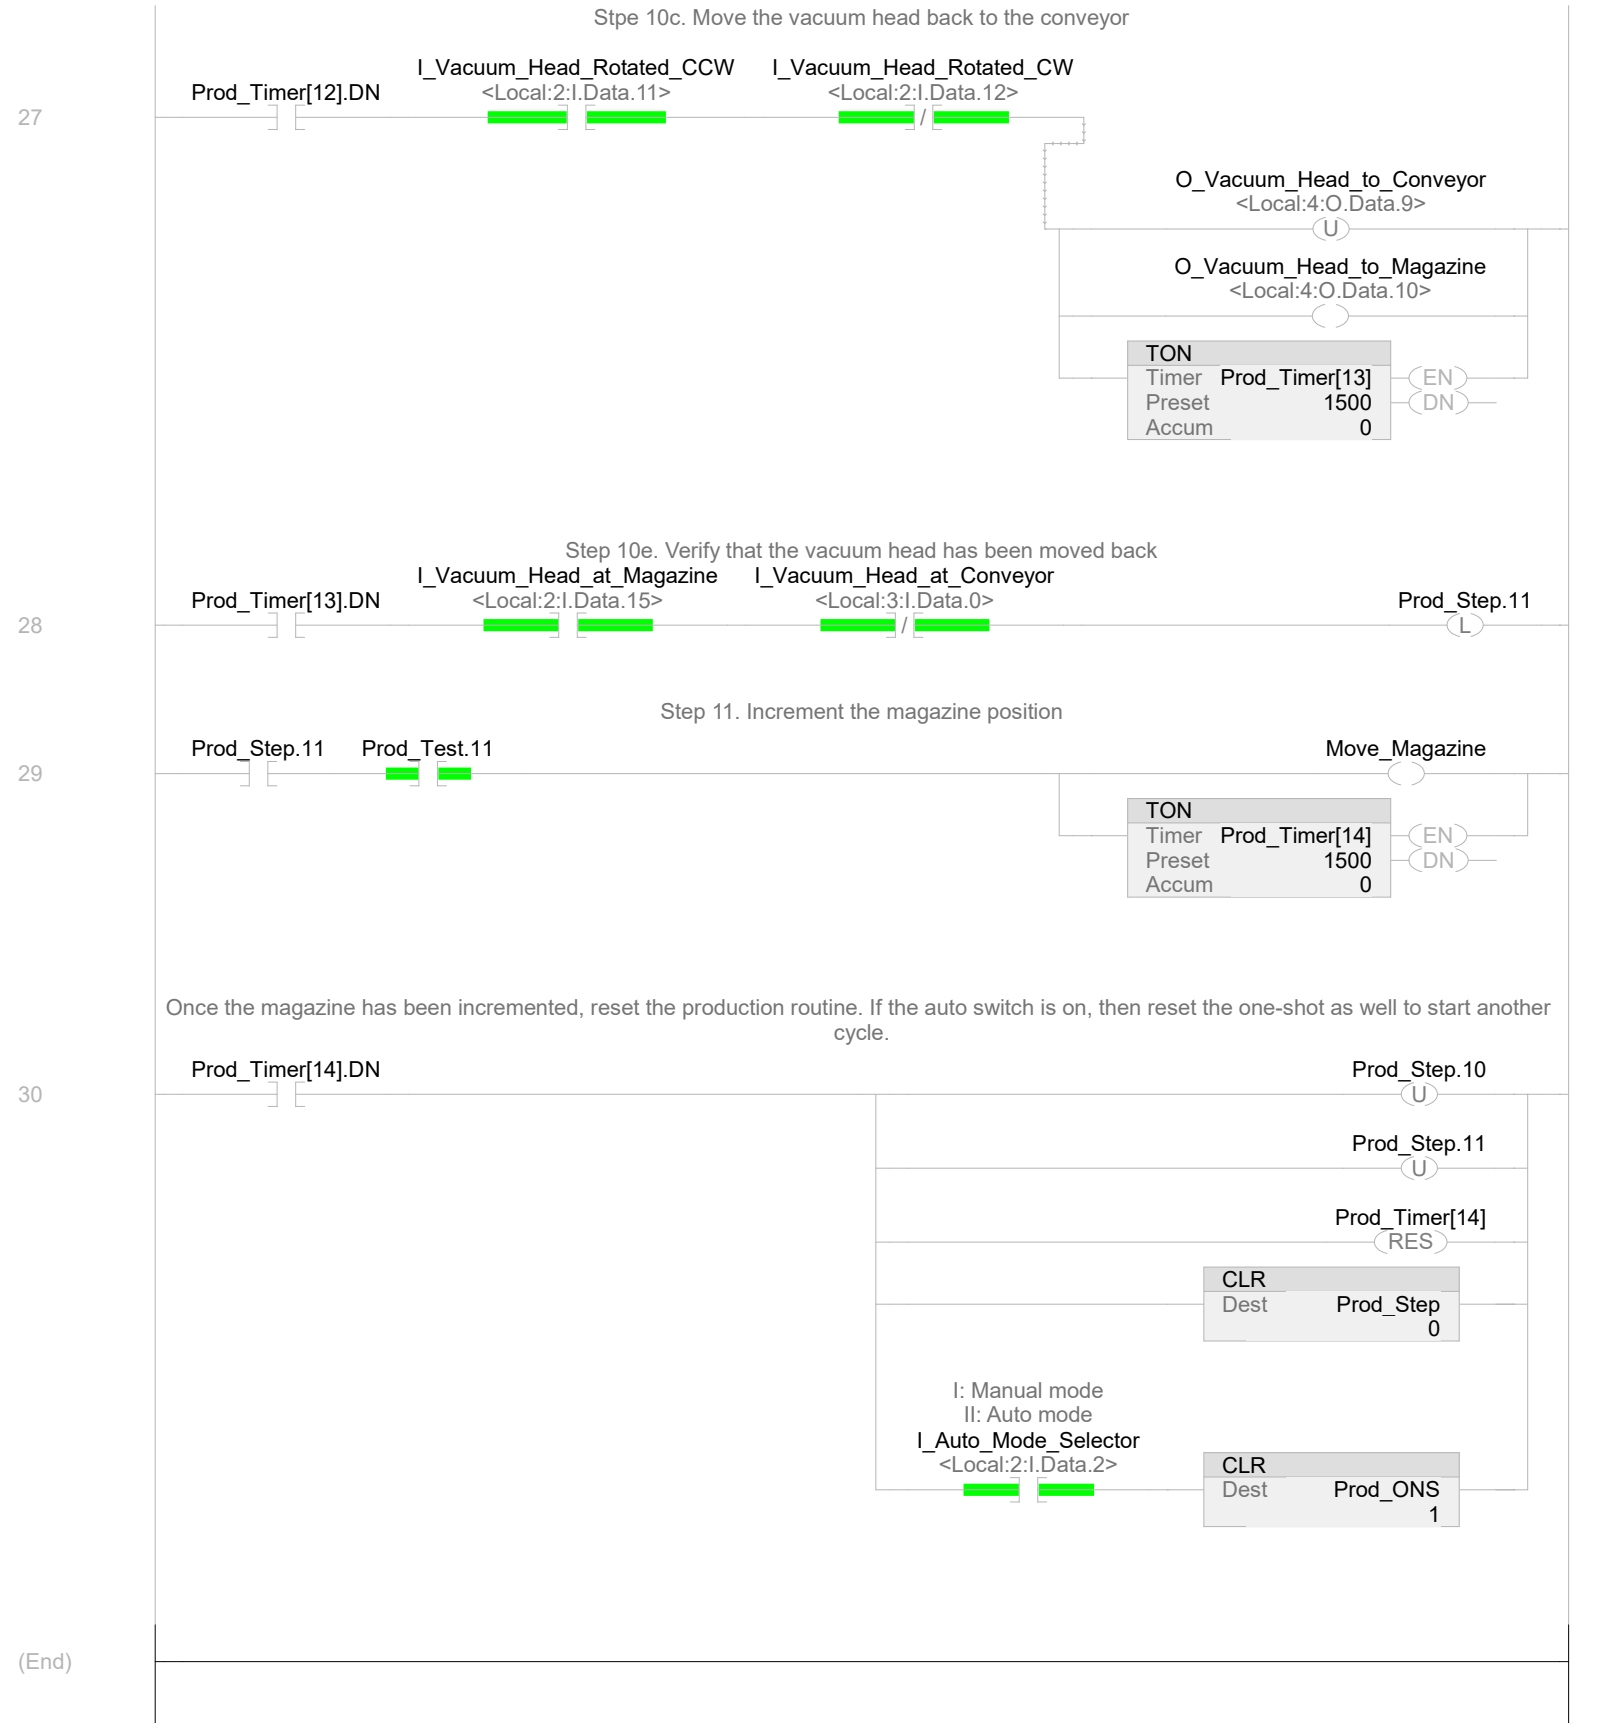 Stpe 10c. Move the vacuum head back to the conveyor
I_Vacuum_Head_Rotated_CCW I_Vacuum_Head_Rotated_CW
Prod_Timer[12].DN <Local:2:I.Data.11> <Local:2:I.Data.12>
27 /
O_Vacuum_Head_to_Conveyor
<Local:4:O.Data.9>
U
O_Vacuum_Head_to_Magazine
<Local:4:O.Data.10>
TON
Timer Prod_Timer[13] EN
Preset 1500 DN
Accum 0
Step 10e. Verify that the vacuum head has been moved back
I_Vacuum_Head_at_Magazine I_Vacuum_Head_at_Conveyor
Prod_Timer[13].DN <Local:2:I.Data.15> <Local:3:I.Data.0> Prod_Step.11
28 / L
Step 11. Increment the magazine position
Prod_Step.11 Prod_Test.11 Move_Magazine
29
TON
Timer Prod_Timer[14] EN
Preset 1500 DN
Accum 0
Once the magazine has been incremented, reset the production routine. If the auto switch is on, then reset the one-shot as well to start another
cycle.
Prod_Timer[14].DN Prod_Step.10
30 U
Prod_Step.11
U
Prod_Timer[14]
RES
CLR
Dest Prod_Step
0
I: Manual mode
II: Auto mode
I_Auto_Mode_Selector
<Local:2:I.Data.2>
CLR
Dest Prod_ONS
1
(End)